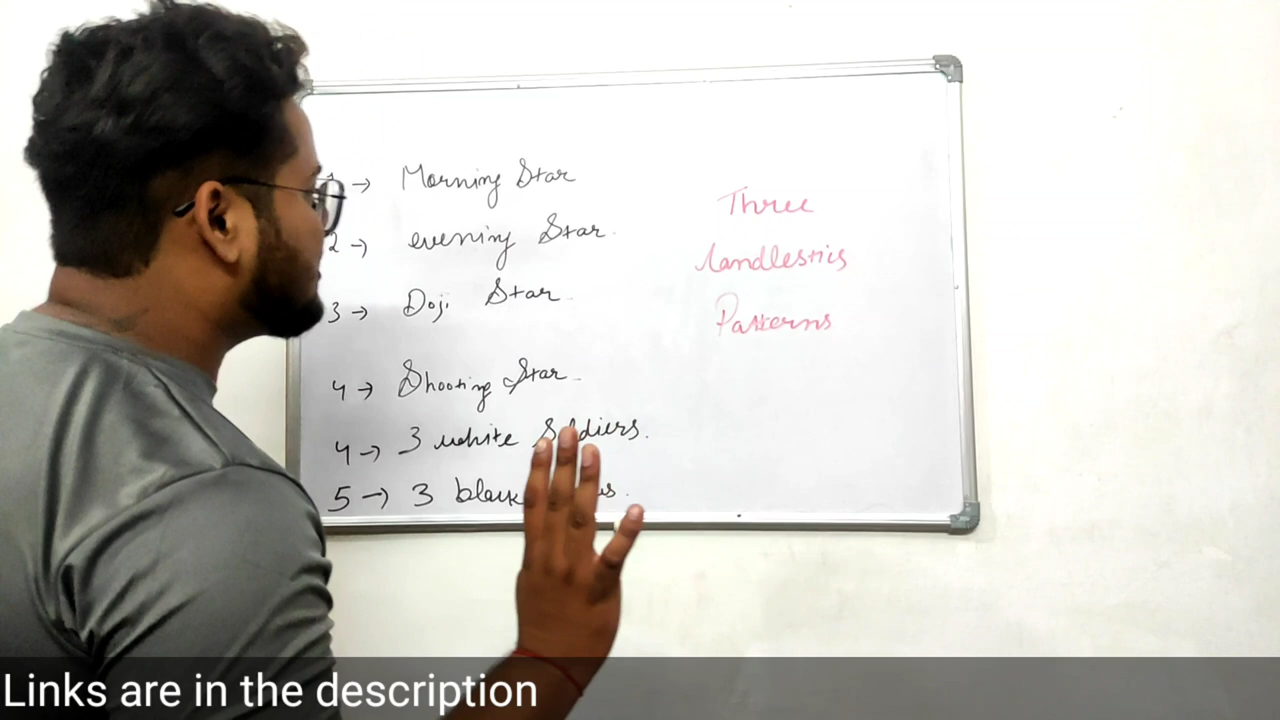 1 → Morning Star
2 → evening Star.
3 → Doji Star
4 → Shooting Star
4 → 3 white Soldiers.
5 → 3 black
Three
Candlestics
Patterns
Links are in the description